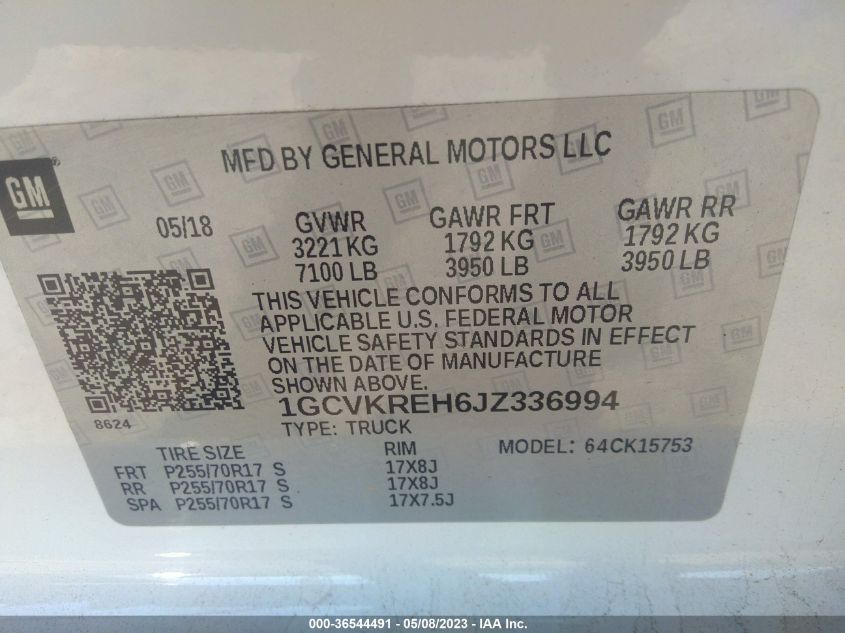 MFD BY GENERAL MOTORS LLC
GM
05/18
GVWR
3221 KG
7100 LB
GAWR FRT
1792 KG
3950 LB
GAWR RR
1792 KG
3950 LB
THIS VEHICLE CONFORMS TO ALL
APPLICABLE U.S. FEDERAL MOTOR
VEHICLE SAFETY STANDARDS IN EFFECT
ON THE DATE OF MANUFACTURE
SHOWN ABOVE.
1GCVKREH6JZ336994
8624
TYPE: TRUCK
TIRE SIZE RIM MODEL: 64CK15753
FRT P255/70R17 S 17X8J
RR P255/70R17 S 17X8J
SPA P255/70R17 S 17X7.5J
000-36544491 - 05/08/2023 - IAA Inc.